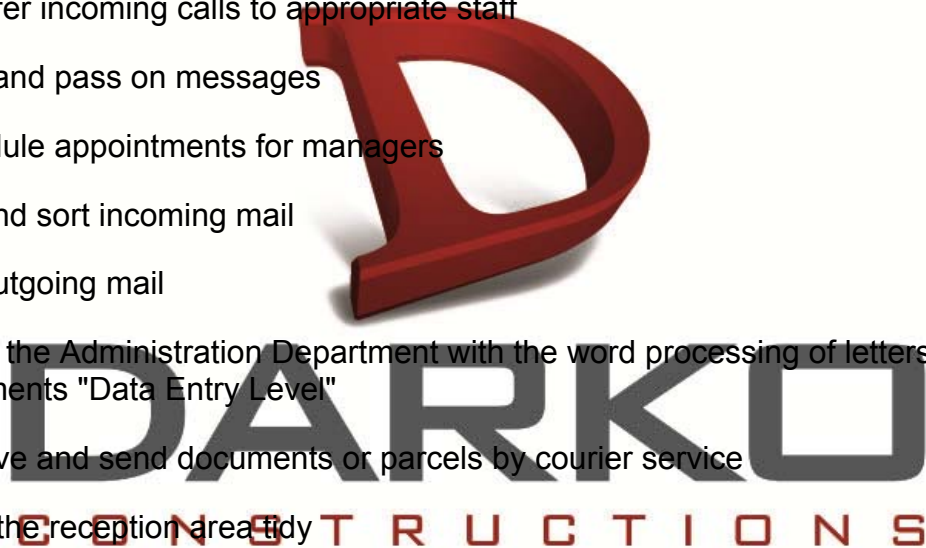 fer incoming calls to appropriate staff
and pass on messages
dule appointments for managers
nd sort incoming mail
utgoing mail
the Administration Department with the word processing of letters
ments "Data Entry Level"
ve and send documents or parcels by courier service
the reception area tidy
D
DARKO
CONSTRUCTIONS